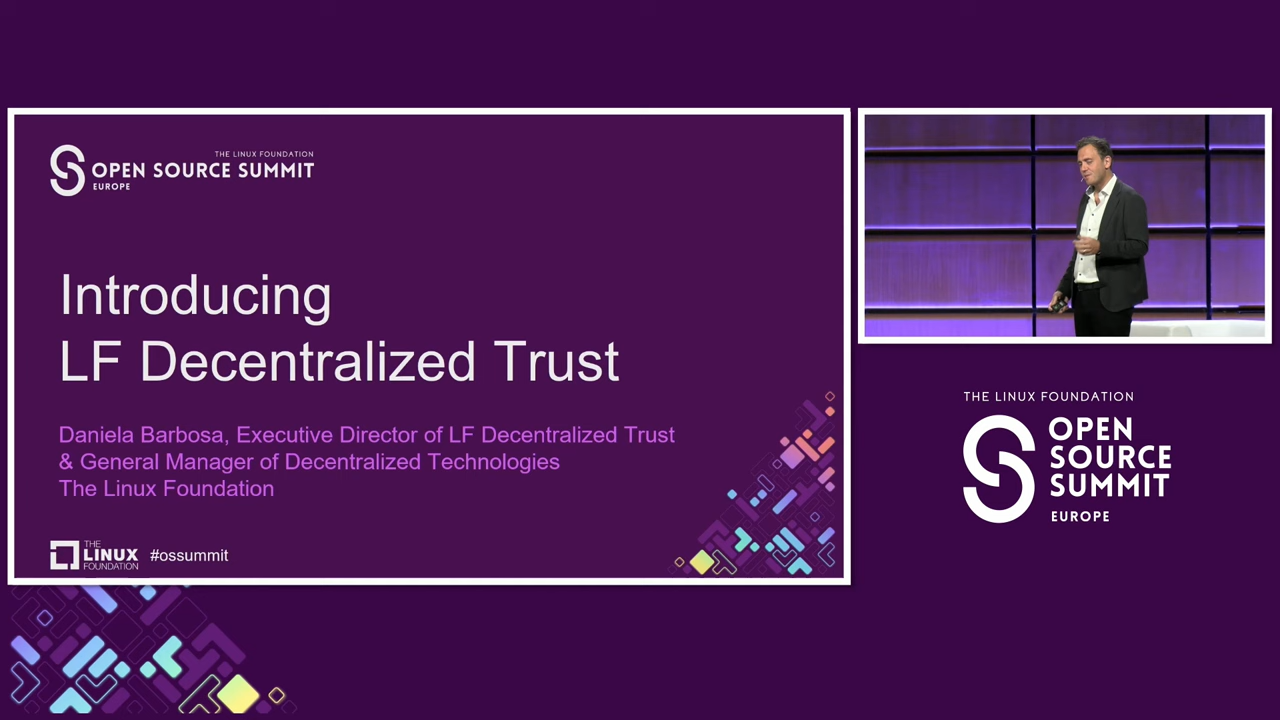 THE LINUX FOUNDATION
OPEN SOURCE SUMMIT
EUROPE
Introducing
LF Decentralized Trust
Daniela Barbosa, Executive Director of LF Decentralized Trust
& General Manager of Decentralized Technologies
The Linux Foundation
THE
LINUX
FOUNDATION
#ossummit
THE LINUX FOUNDATION
OPEN
SOURCE
SUMMIT
EUROPE